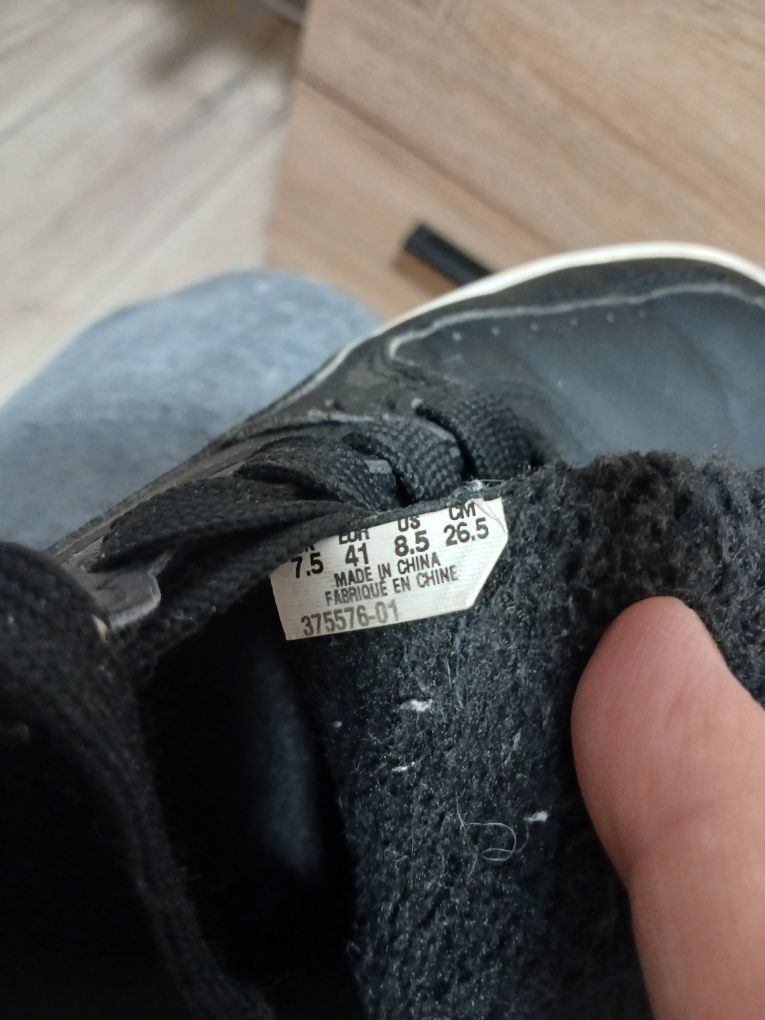 EUR US CM
7.5 41 8.5 26.5
MADE IN CHINA
FABRIQUÉ EN CHINE
375576-01